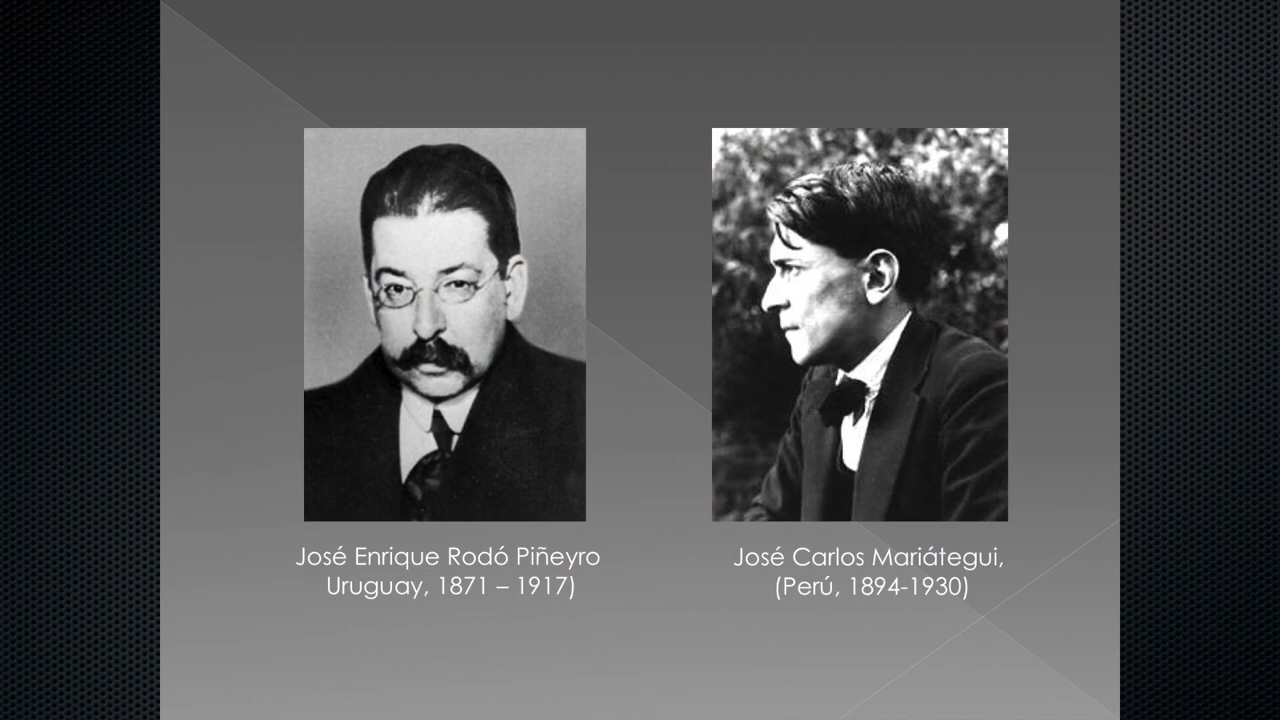 José Enrique Rodó Piñeyro
Uruguay, 1871 – 1917)
José Carlos Mariátegui,
(Perú, 1894-1930)